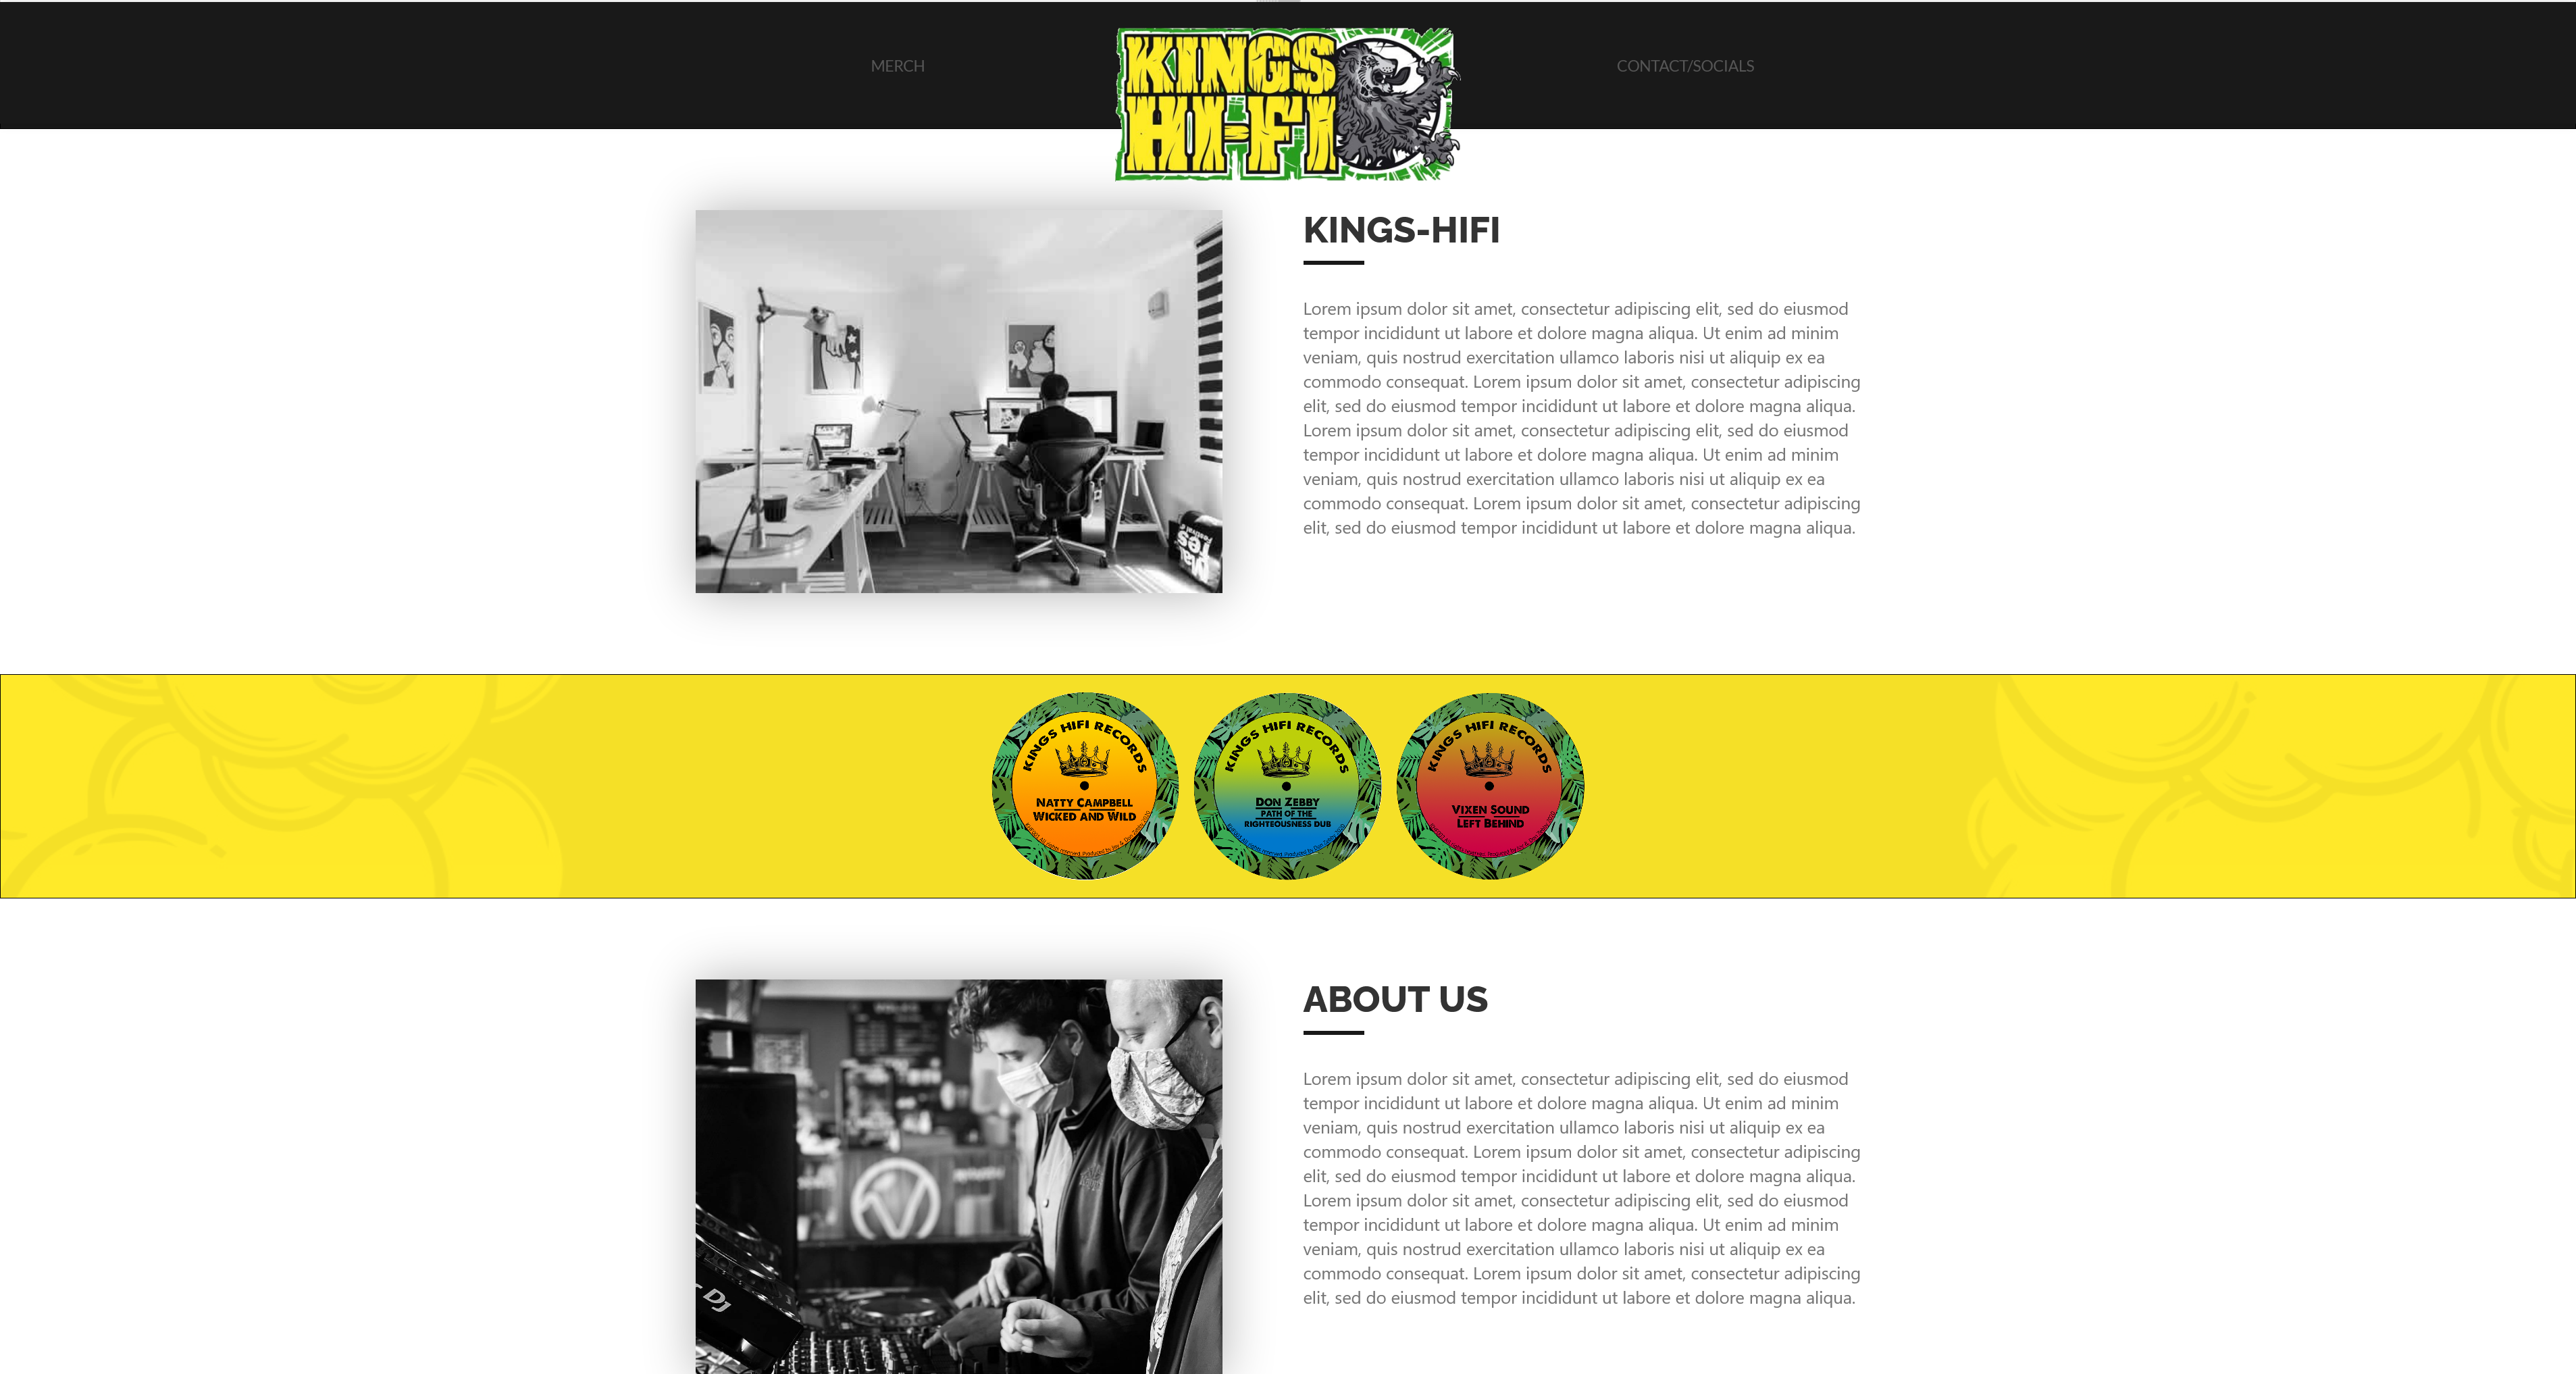 MERCH
KINGS
HI-FI
CONTACT/SOCIALS
KINGS-HIFI
Lorem ipsum dolor sit amet, consectetur adipiscing elit, sed do eiusmod
tempor incididunt ut labore et dolore magna aliqua. Ut enim ad minim
veniam, quis nostrud exercitation ullamco laboris nisi ut aliquip ex ea
commodo consequat. Lorem ipsum dolor sit amet, consectetur adipiscing
elit, sed do eiusmod tempor incididunt ut labore et dolore magna aliqua.
Lorem ipsum dolor sit amet, consectetur adipiscing elit, sed do eiusmod
tempor incididunt ut labore et dolore magna aliqua. Ut enim ad minim
veniam, quis nostrud exercitation ullamco laboris nisi ut aliquip ex ea
commodo consequat. Lorem ipsum dolor sit amet, consectetur adipiscing
elit, sed do eiusmod tempor incididunt ut labore et dolore magna aliqua.
KINGS HIFI RECORDS
NATTY CAMPBELL
WICKED AND WILD
KINGS HIFI RECORDS
DON ZEBBY
PATH OF THE
RIGHTEOUSNESS DUB
KINGS HIFI RECORDS
VIXEN SOUND
LEFT BEHIND
ABOUT US
Lorem ipsum dolor sit amet, consectetur adipiscing elit, sed do eiusmod
tempor incididunt ut labore et dolore magna aliqua. Ut enim ad minim
veniam, quis nostrud exercitation ullamco laboris nisi ut aliquip ex ea
commodo consequat. Lorem ipsum dolor sit amet, consectetur adipiscing
elit, sed do eiusmod tempor incididunt ut labore et dolore magna aliqua.
Lorem ipsum dolor sit amet, consectetur adipiscing elit, sed do eiusmod
tempor incididunt ut labore et dolore magna aliqua. Ut enim ad minim
veniam, quis nostrud exercitation ullamco laboris nisi ut aliquip ex ea
commodo consequat. Lorem ipsum dolor sit amet, consectetur adipiscing
elit, sed do eiusmod tempor incididunt ut labore et dolore magna aliqua.
DJ